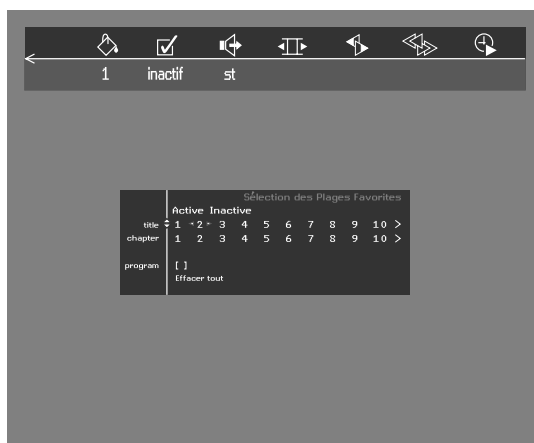 1 inactif st
Sélection des Plages Favorites
Active Inactive
title 1 2 3 4 5 6 7 8 9 10 >
chapter 1 2 3 4 5 6 7 8 9 10 >
program [ ]
Effacer tout